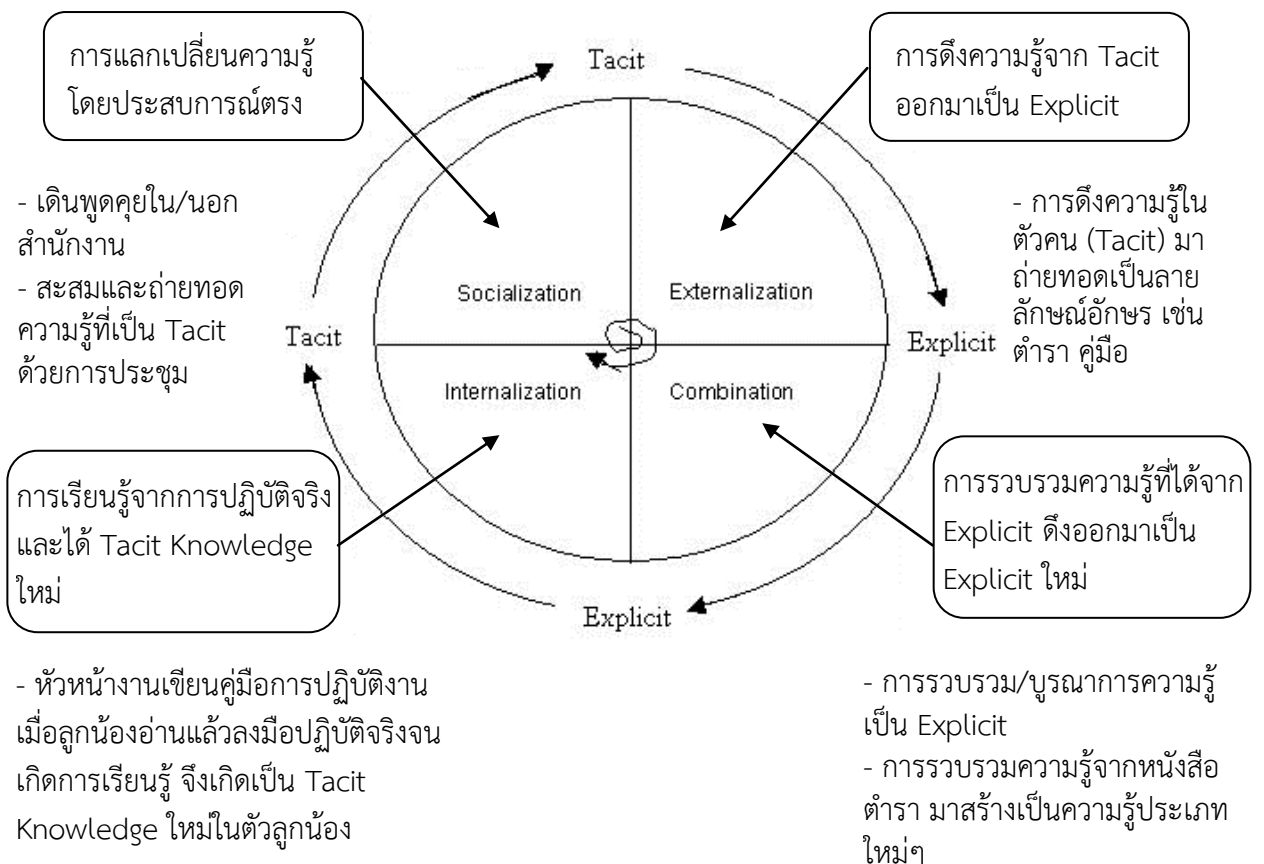 การแลกเปลี่ยนความรู้
โดยประสบการณ์ตรง
Tacit
การดึงความรู้จาก Tacit
ออกมาเป็น Explicit
- เดินพูดคุยใน/นอก
สำนักงาน
- สะสมและถ่ายทอด
ความรู้ที่เป็น Tacit
ด้วยการประชุม
- การดึงความรู้ใน
ตัวคน (Tacit) มา
ถ่ายทอดเป็นลาย
ลักษณ์อักษร เช่น
ตำรา คู่มือ
Socialization
Externalization
Tacit
Explicit
Internalization
Combination
การเรียนรู้จากการปฏิบัติจริง
และได้ Tacit Knowledge
ใหม่
การรวบรวมความรู้ที่ได้จาก
Explicit ดึงออกมาเป็น
Explicit ใหม่
Explicit
- หัวหน้างานเขียนคู่มือการปฏิบัติงาน
เมื่อลูกน้องอ่านแล้วลงมือปฏิบัติจริงจน
เกิดการเรียนรู้ จึงเกิดเป็น Tacit
Knowledge ใหม่ในตัวลูกน้อง
- การรวบรวม/บูรณาการความรู้
เป็น Explicit
- การรวบรวมความรู้จากหนังสือ
ตำรา มาสร้างเป็นความรู้ประเภท
ใหม่ๆ